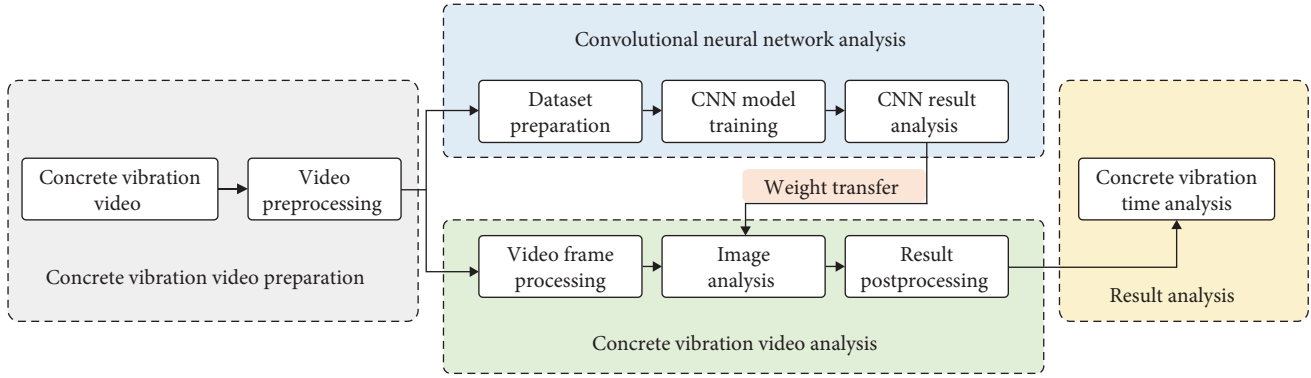 Concrete vibration
video
Video
preprocessing
Concrete vibration video preparation
Convolutional neural network analysis
Dataset
preparation
CNN model
training
CNN result
analysis
Weight transfer
Video frame
processing
Image
analysis
Result
postprocessing
Concrete vibration video analysis
Concrete vibration
time analysis
Result analysis